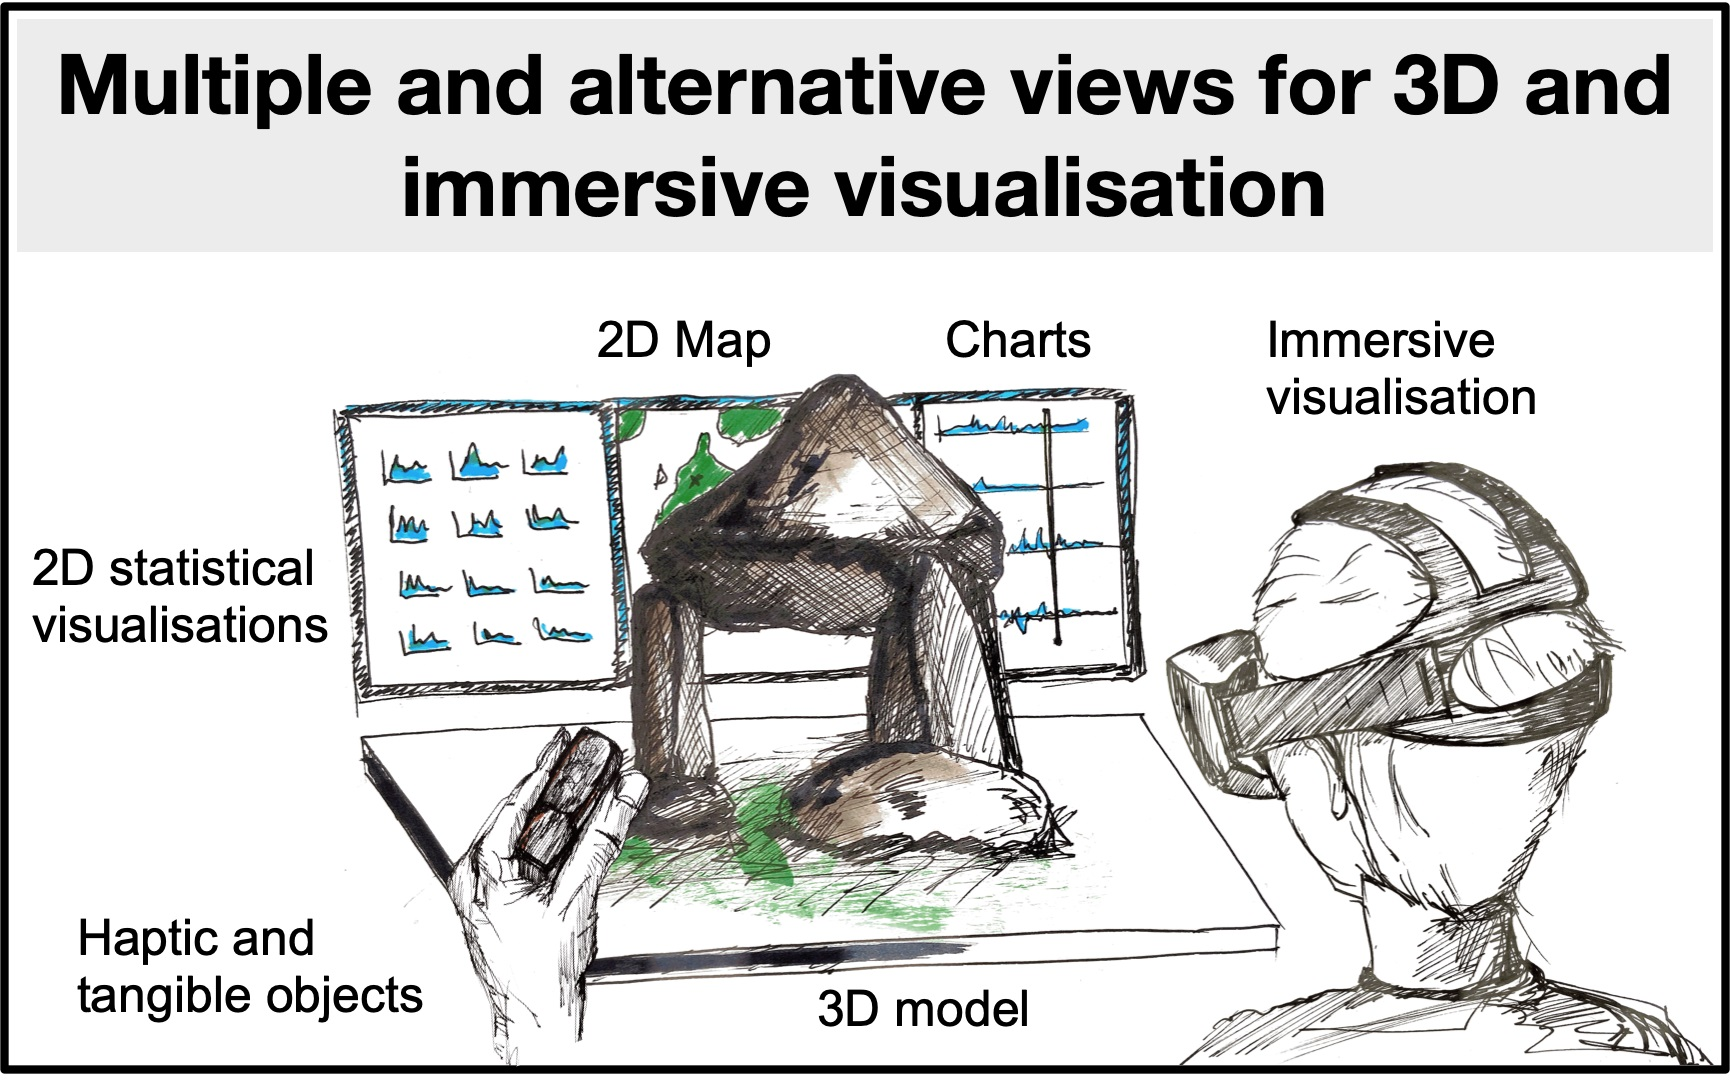 Multiple and alternative views for 3D and
immersive visualisation
2D Map
Charts
Immersive
visualisation
2D statistical
visualisations
Haptic and
tangible objects
3D model